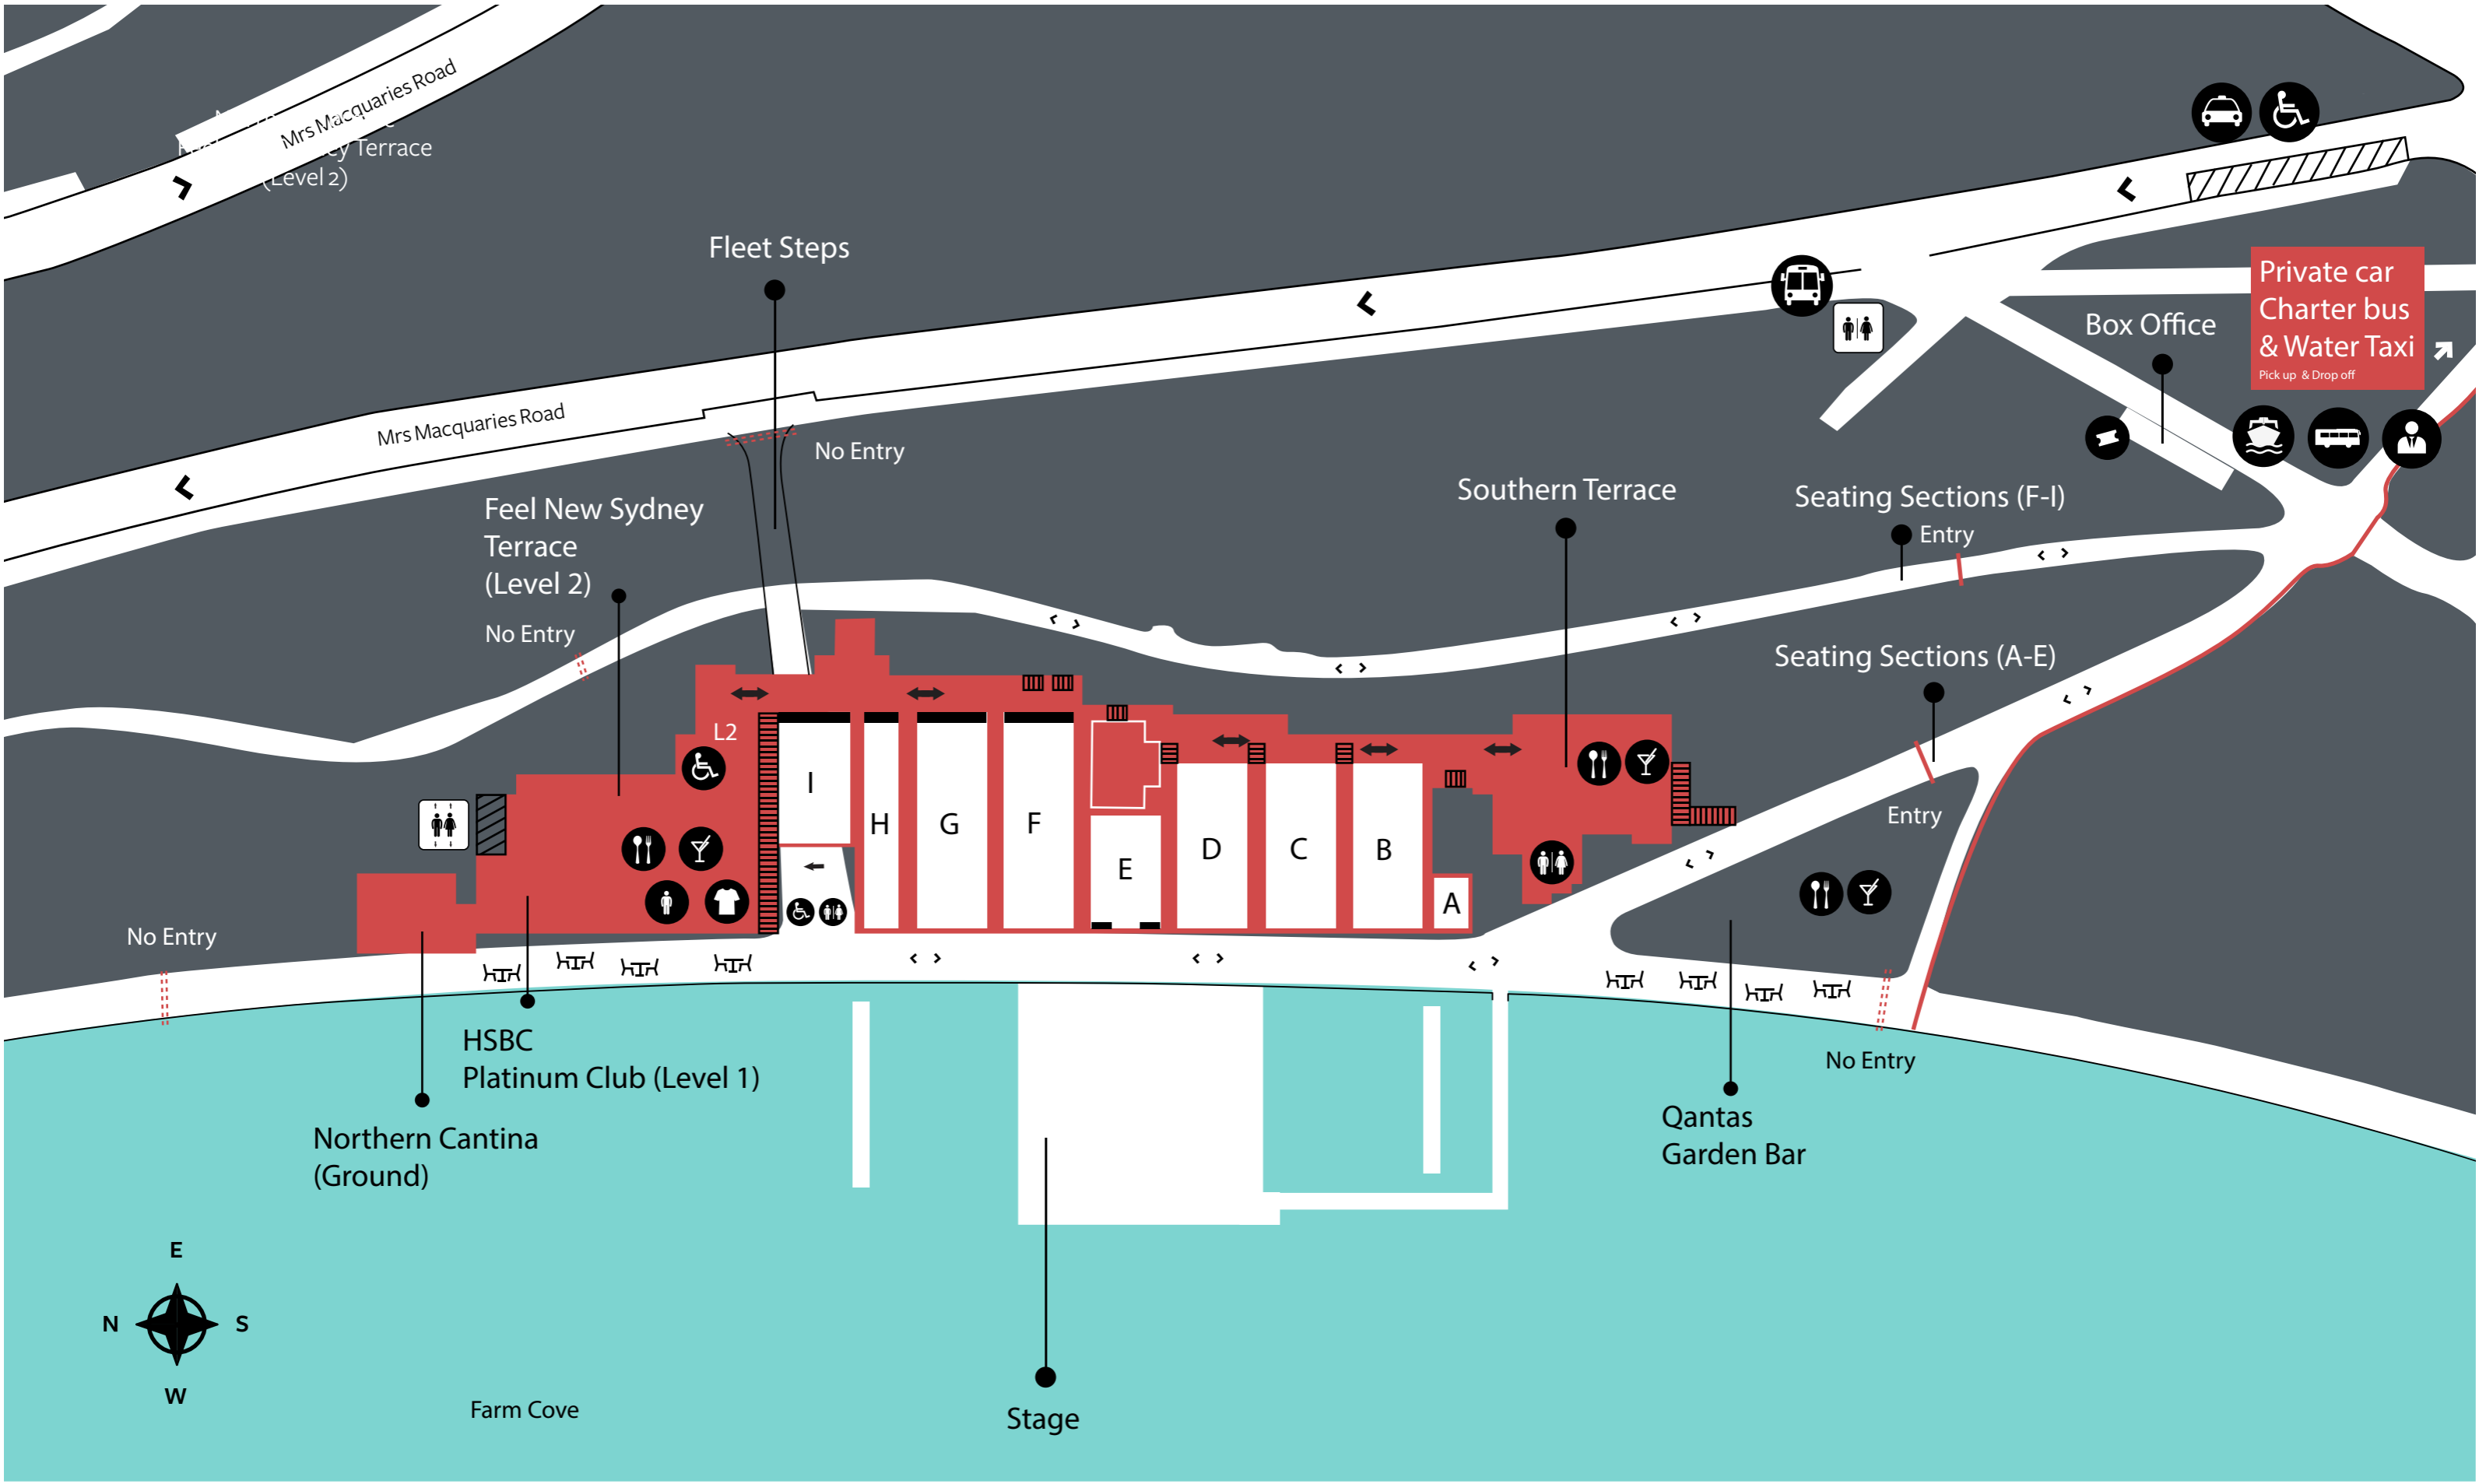 Mrs Macquaries Road
Terrace
(Level 2)
Fleet Steps
Private car
Charter bus
& Water Taxi
Pick up & Drop off
Box Office
Mrs Macquaries Road
No Entry
Southern Terrace
Seating Sections (F-I)
Entry
Feel New Sydney
Terrace
(Level 2)
No Entry
Seating Sections (A-E)
Entry
L2
I
H
G
F
E
D
C
B
A
No Entry
HSBC
Platinum Club (Level 1)
Northern Cantina
(Ground)
No Entry
Qantas
Garden Bar
E
N
S
W
Farm Cove
Stage